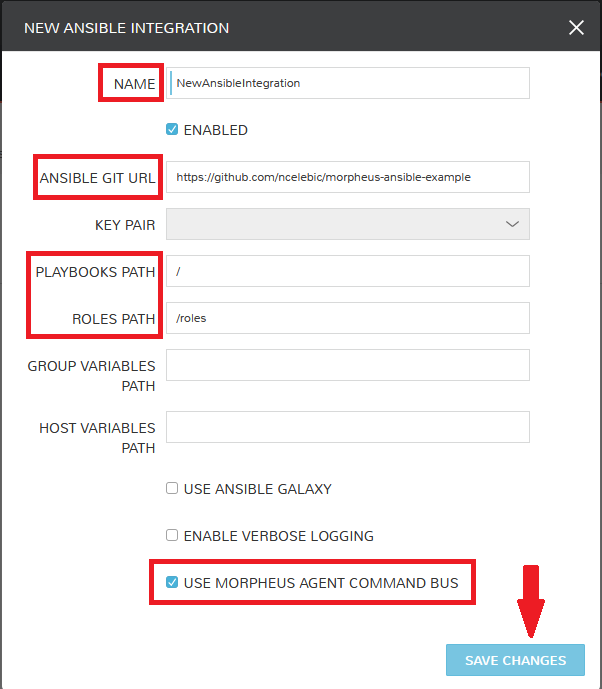 NEW ANSIBLE INTEGRATION
NAME
NewAnsibleIntegration
ENABLED
ANSIBLE GIT URL
https://github.com/ncelebic/morpheus-ansible-example
KEY PAIR
PLAYBOOKS PATH
/
ROLES PATH
/roles
GROUP VARIABLES
PATH
HOST VARIABLES
PATH
USE ANSIBLE GALAXY
ENABLE VERBOSE LOGGING
USE MORPHEUS AGENT COMMAND BUS
SAVE CHANGES